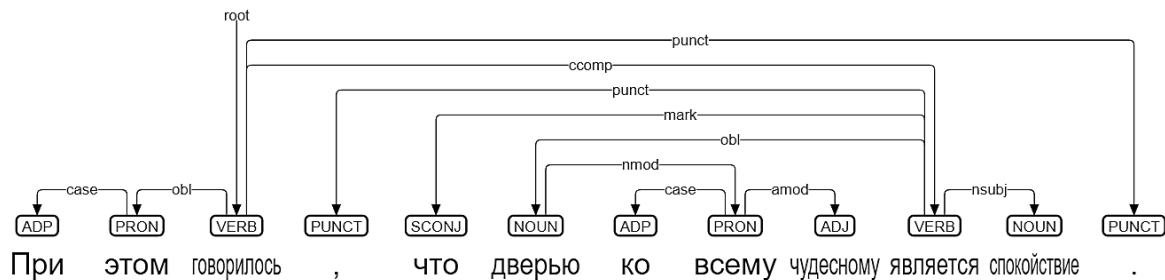 root
punct
ccomp
punct
mark
obl
nmod
case obl case amod nsubj
ADP PRON VERB PUNCT SCONJ NOUN ADP PRON ADJ VERB NOUN PUNCT
При этом говорилось , что дверью ко всему чудесному является спокойствие .